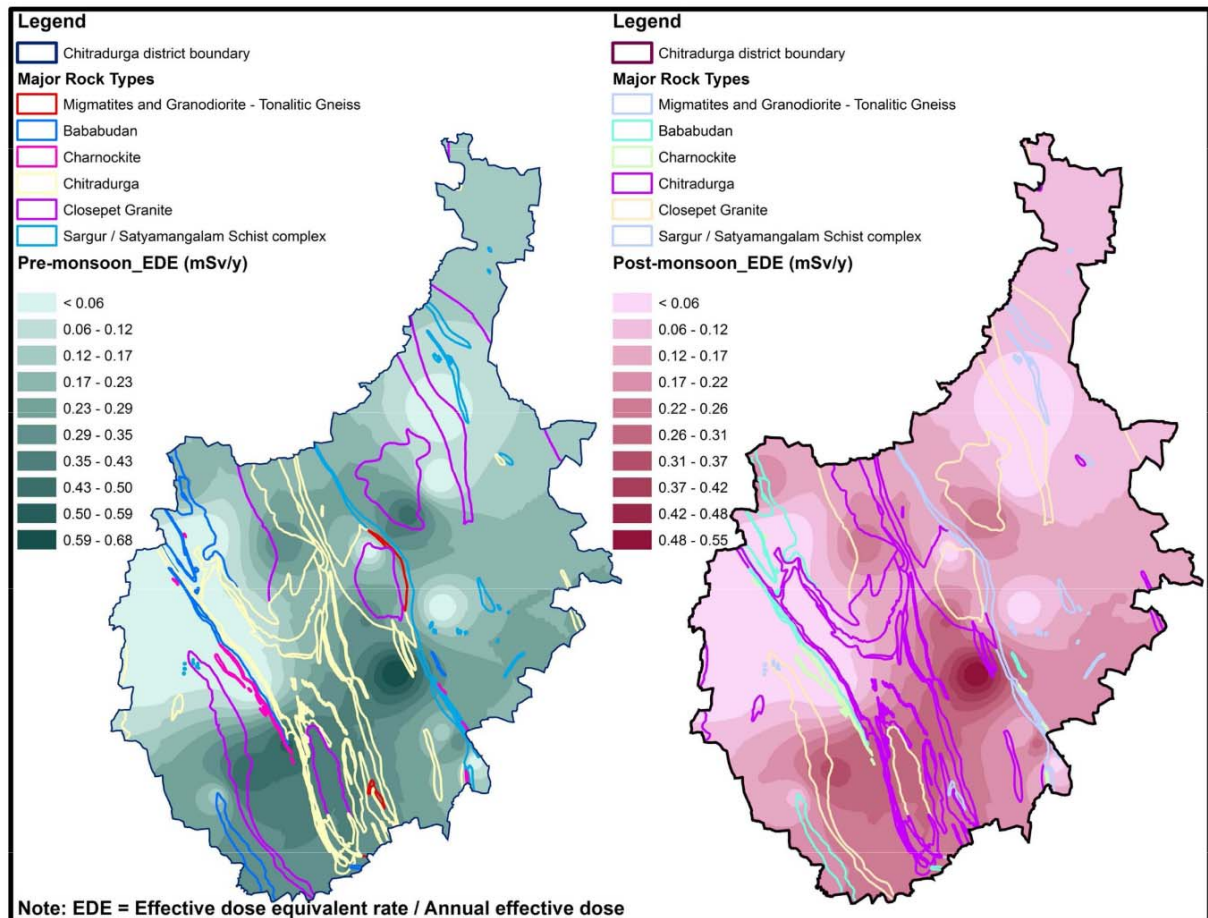 Legend
Chitradurga district boundary
Major Rock Types
Migmatites and Granodiorite - Tonalitic Gneiss
Bababudan
Charnockite
Chitradurga
Closepet Granite
Sargur / Satyamangalam Schist complex
Pre-monsoon_EDE (mSv/y)
< 0.06
0.06 - 0.12
0.12 - 0.17
0.17 - 0.23
0.23 - 0.29
0.29 - 0.35
0.35 - 0.43
0.43 - 0.50
0.50 - 0.59
0.59 - 0.68
Legend
Chitradurga district boundary
Major Rock Types
Migmatites and Granodiorite - Tonalitic Gneiss
Bababudan
Charnockite
Chitradurga
Closepet Granite
Sargur / Satyamangalam Schist complex
Post-monsoon_EDE (mSv/y)
< 0.06
0.06 - 0.12
0.12 - 0.17
0.17 - 0.22
0.22 - 0.26
0.26 - 0.31
0.31 - 0.37
0.37 - 0.42
0.42 - 0.48
0.48 - 0.55
Note: EDE = Effective dose equivalent rate / Annual effective dose